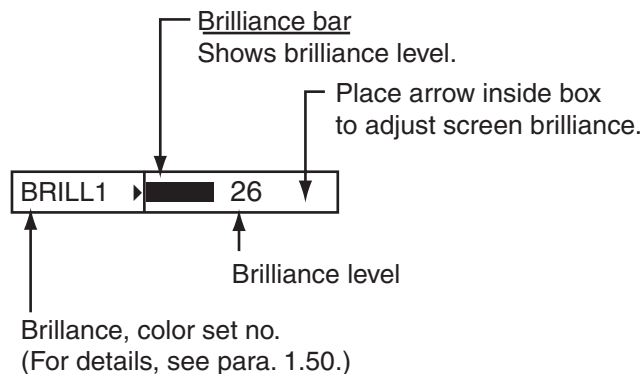 Brilliance bar
Shows brilliance level.
Place arrow inside box
to adjust screen brilliance.
BRILL1 26
Brilliance level
Brillance, color set no.
(For details, see para. 1.50.)